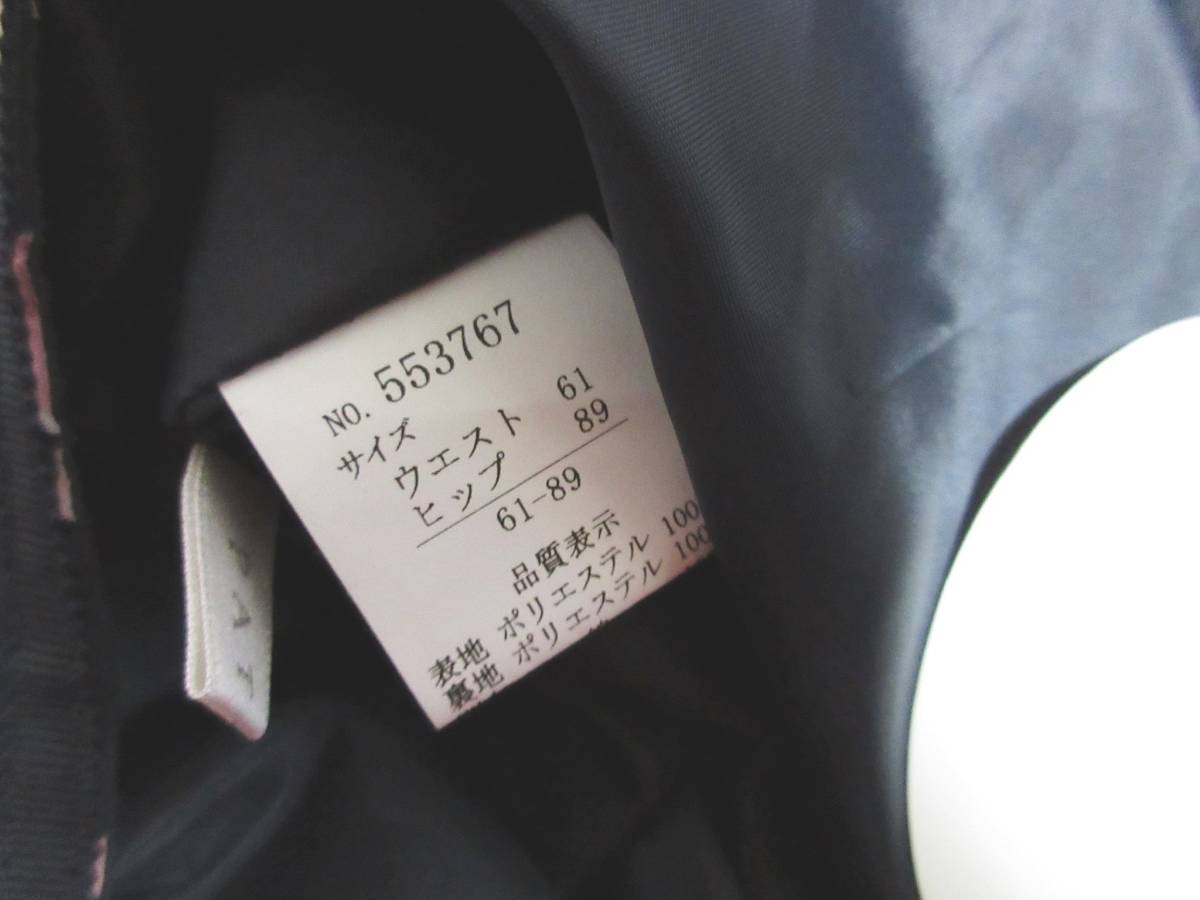 NO. 553767
サイズ
ウエスト 61
ヒップ 89
61-89
品質表示
表地 ポリエステル 100
裏地 ポリエステル 100